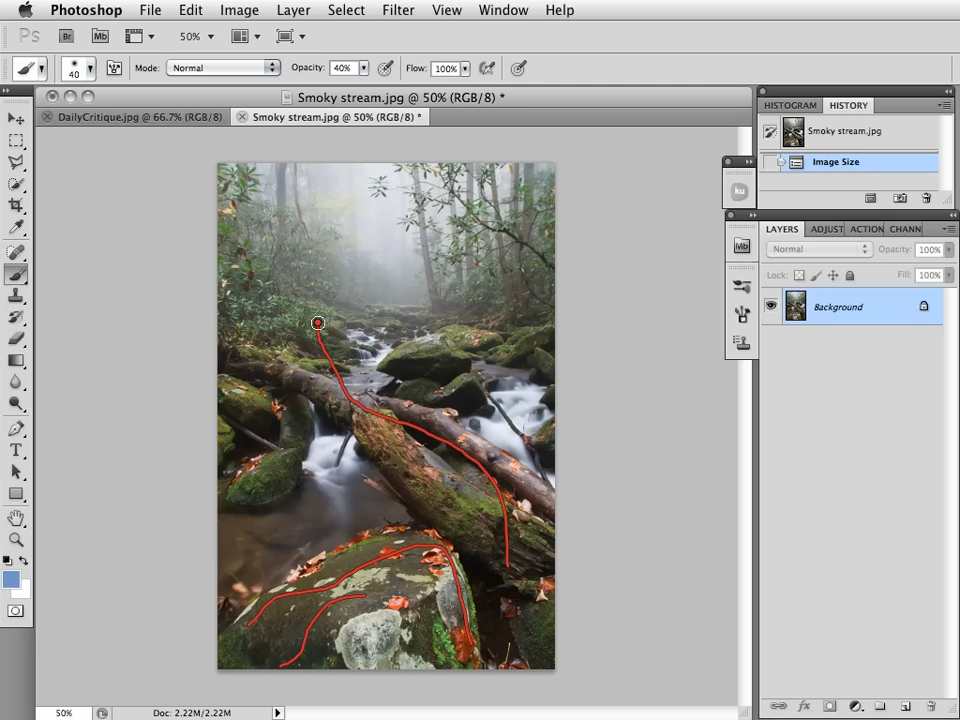 Photoshop File Edit Image Layer Select Filter View Window Help
Ps Br Mb 50%
40 Mode: Normal Opacity: 40% Flow: 100%
Smoky stream.jpg @ 50% (RGB/8) *
DailyCritique.jpg @ 66.7% (RGB/8) Smoky stream.jpg @ 50% (RGB/8) *
HISTOGRAM HISTORY
Smoky stream.jpg
Image Size
ku
LAYERS ADJUST ACTION CHANN
Mb
Normal Opacity: 100%
Lock: Fill: 100%
Background
T
fx
50% Doc: 2.22M/2.22M